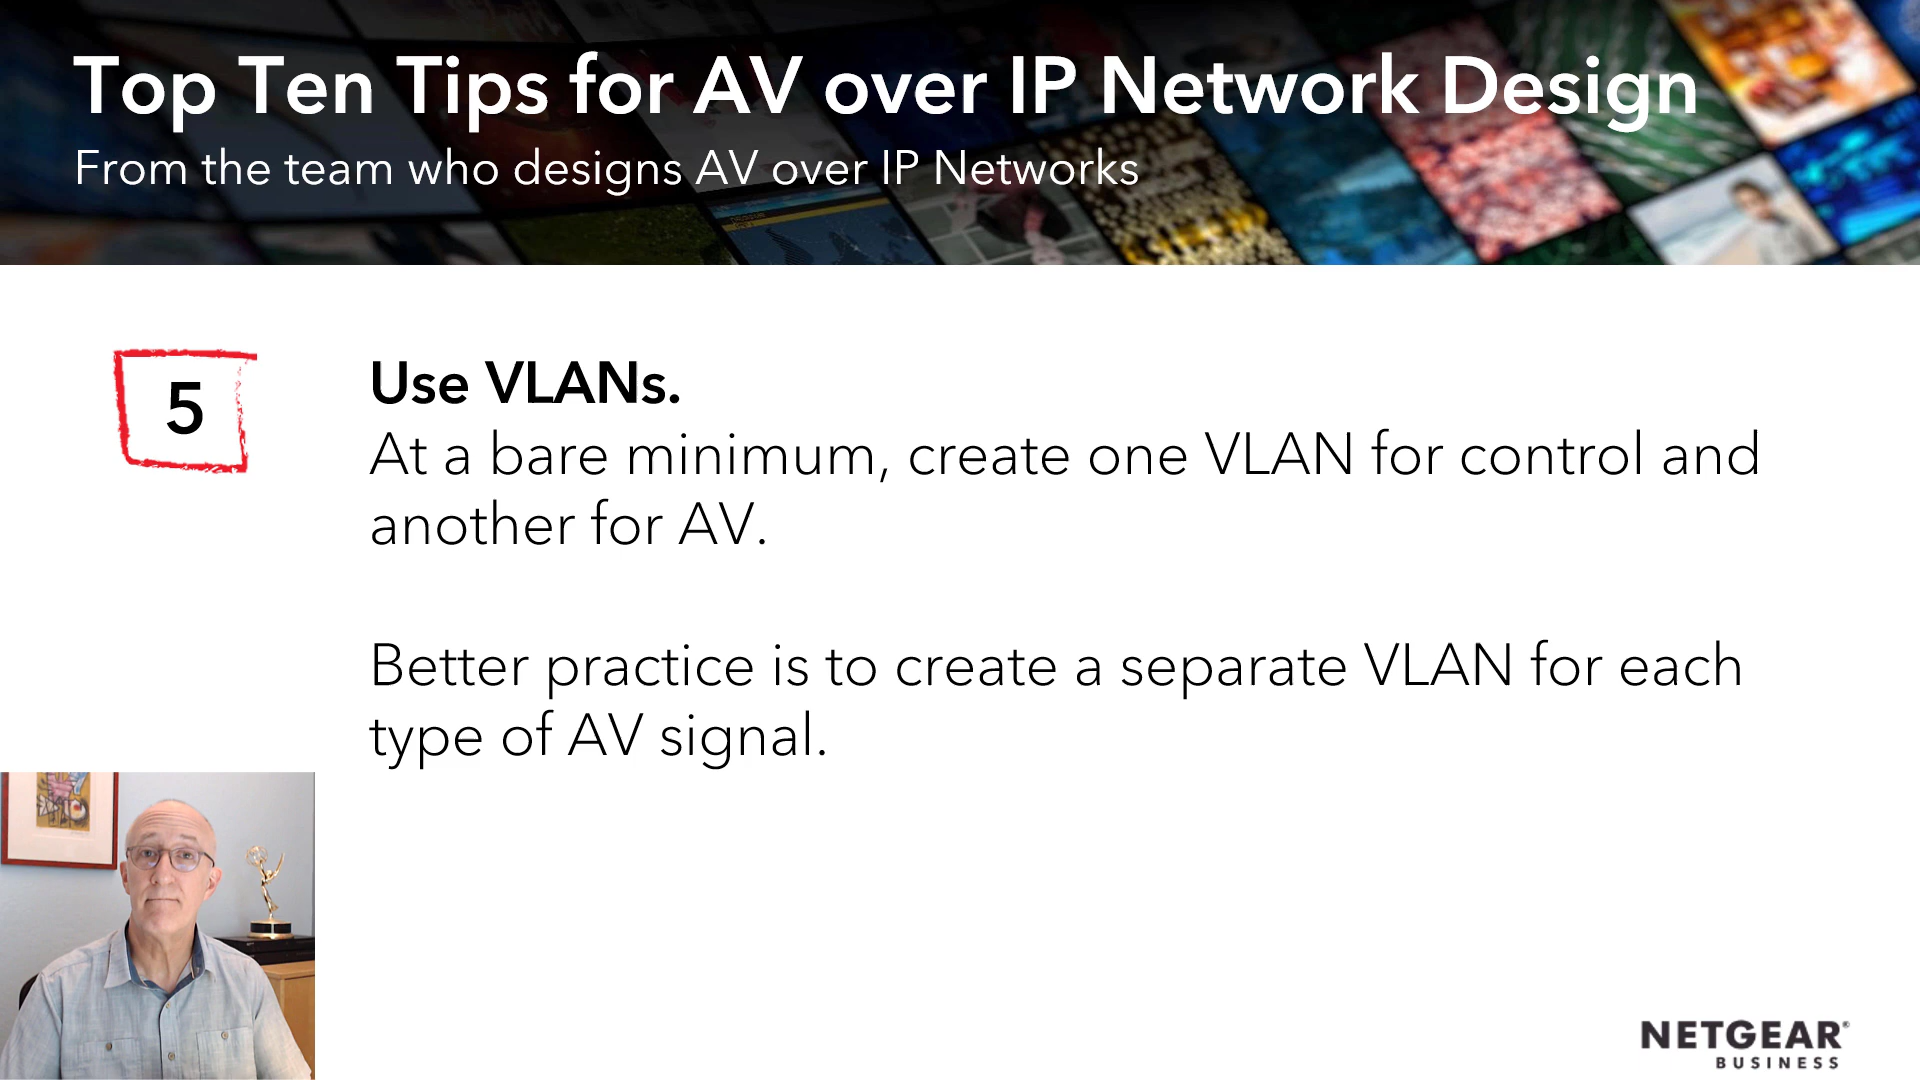 Top Ten Tips for AV over IP Network Design
From the team who designs AV over IP Networks
5
Use VLANs.
At a bare minimum, create one VLAN for control and
another for AV.
Better practice is to create a separate VLAN for each
type of AV signal.
NETGEAR®
BUSINESS